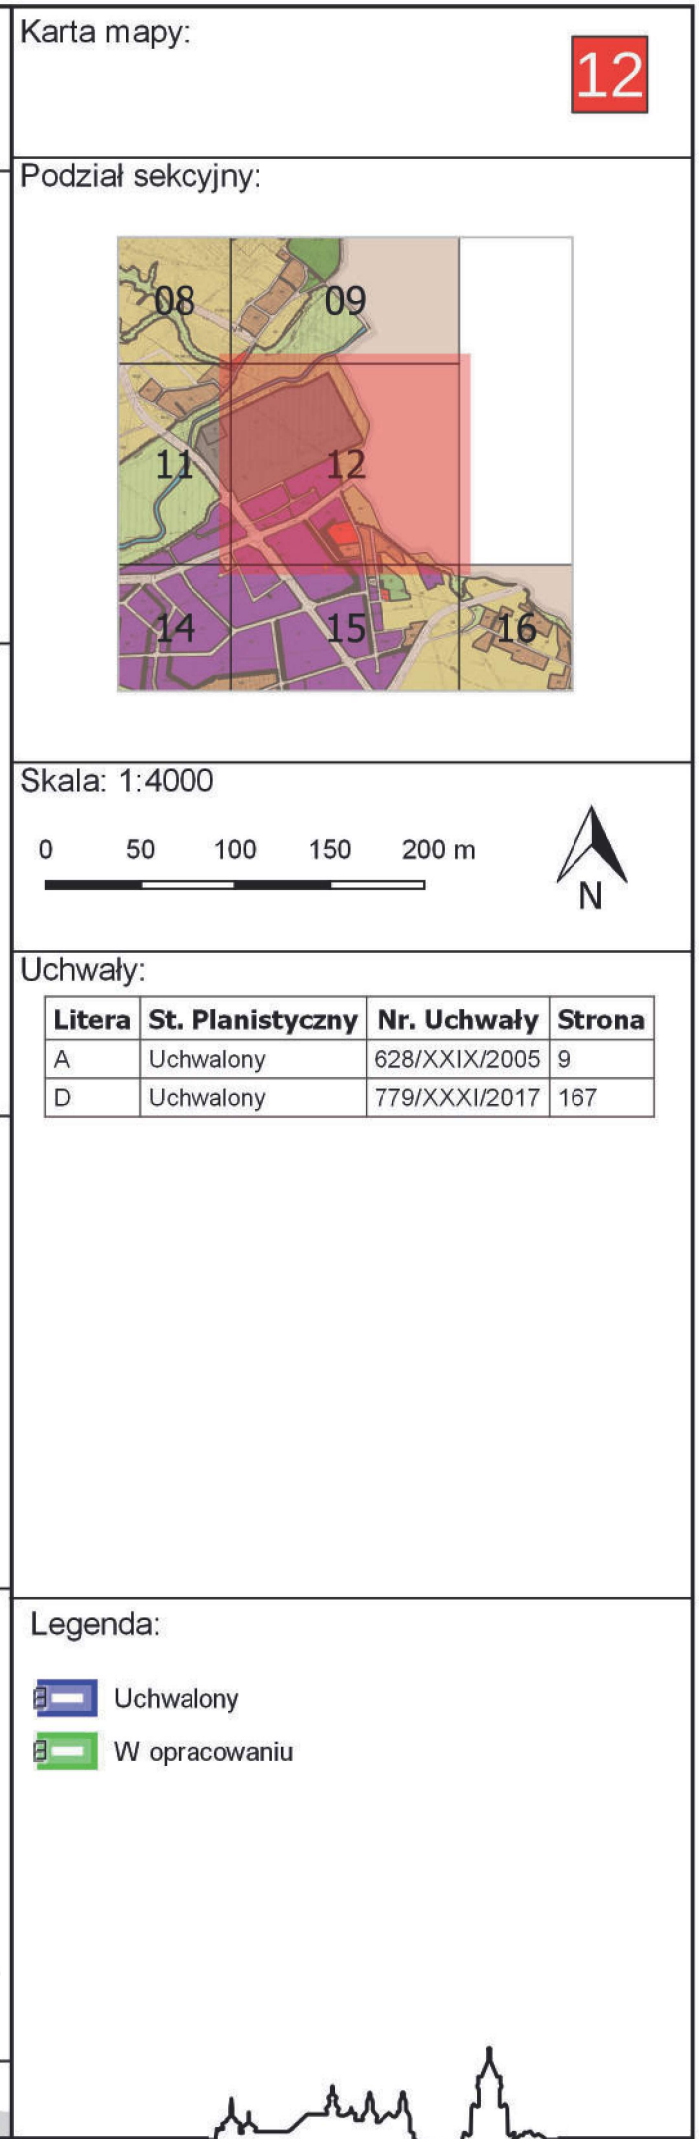 Karta mapy:
12
Podział sekcyjny:
08 09
11 12
14 15 16
Skala: 1:4000
0 50 100 150 200 m
N
Uchwały:
Litera St. Planistyczny Nr. Uchwały Strona
A Uchwalony 628/XXIX/2005 9
D Uchwalony 779/XXXI/2017 167
Legenda:
Uchwalony
W opracowaniu